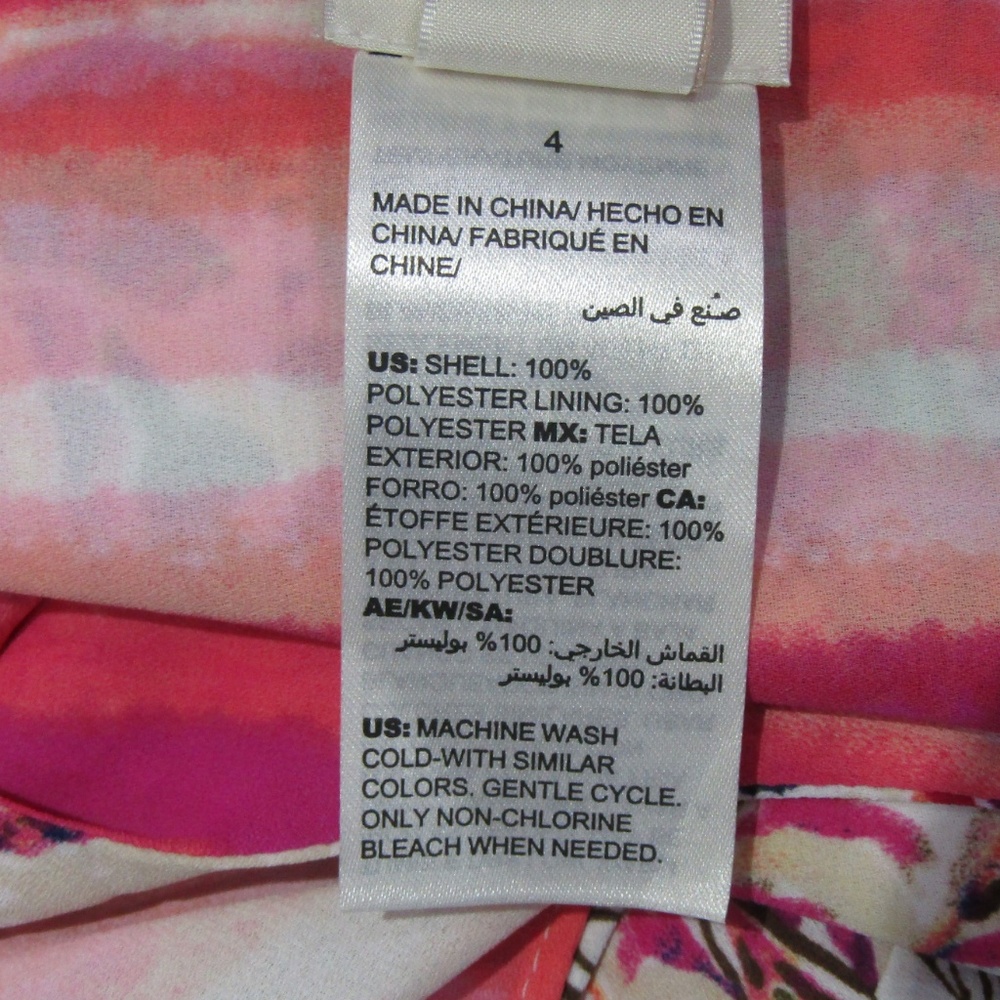 4
MADE IN CHINA/ HECHO EN
CHINA/ FABRIQUÉ EN
CHINE/
صُنع في الصين
US: SHELL: 100%
POLYESTER LINING: 100%
POLYESTER MX: TELA
EXTERIOR: 100% poliéster
FORRO: 100% poliéster CA:
ÉTOFFE EXTÉRIEURE: 100%
POLYESTER DOUBLURE:
100% POLYESTER
AE/KW/SA:
القماش الخارجي: 100% بوليستر
البطانة: 100% بوليستر
US: MACHINE WASH
COLD-WITH SIMILAR
COLORS. GENTLE CYCLE.
ONLY NON-CHLORINE
BLEACH WHEN NEEDED.